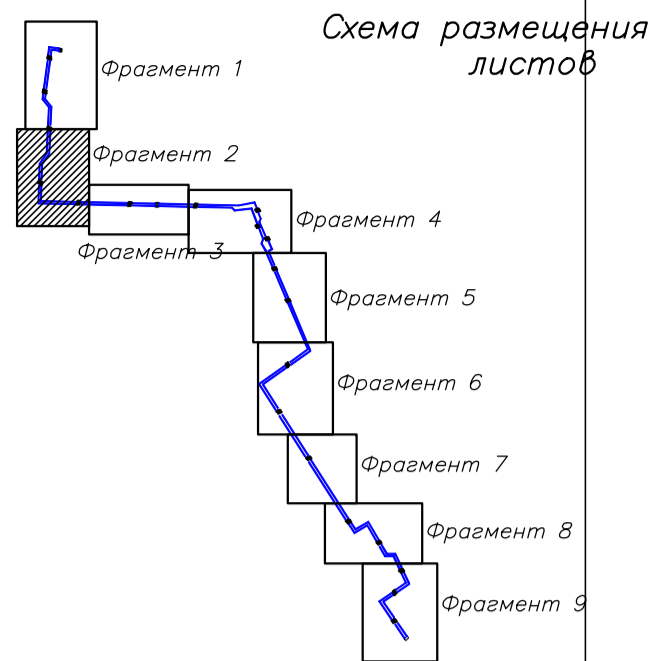 Схема размещения
листов
Фрагмент 1
Фрагмент 2
Фрагмент 3
Фрагмент 4
Фрагмент 5
Фрагмент 6
Фрагмент 7
Фрагмент 8
Фрагмент 9